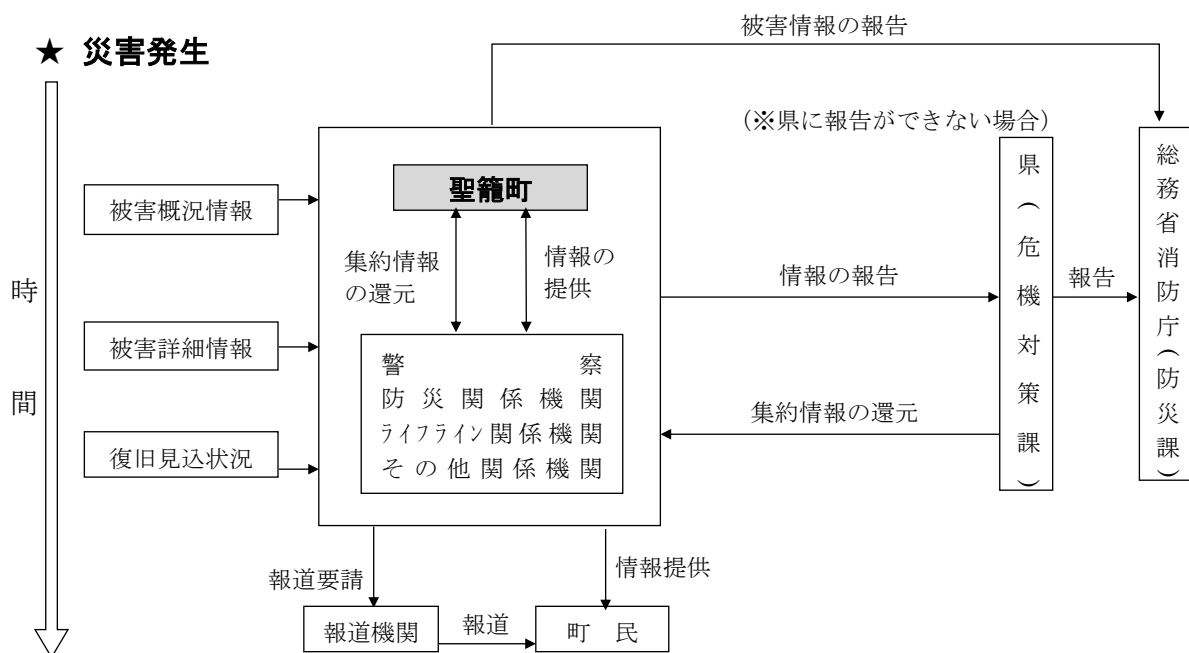 被害情報の報告
★ 災害発生
(※県に報告ができない場合)
聖籠町
被害概況情報
集約情報
の還元
情報の
提供
情報の報告
県(危機対策課)
報告
総務省消防庁(防災課)
時間
被害詳細情報
警察
防災関係機関
ライフライン関係機関
その他関係機関
集約情報の還元
復旧見込状況
報道要請
情報提供
報道機関
報道
町民